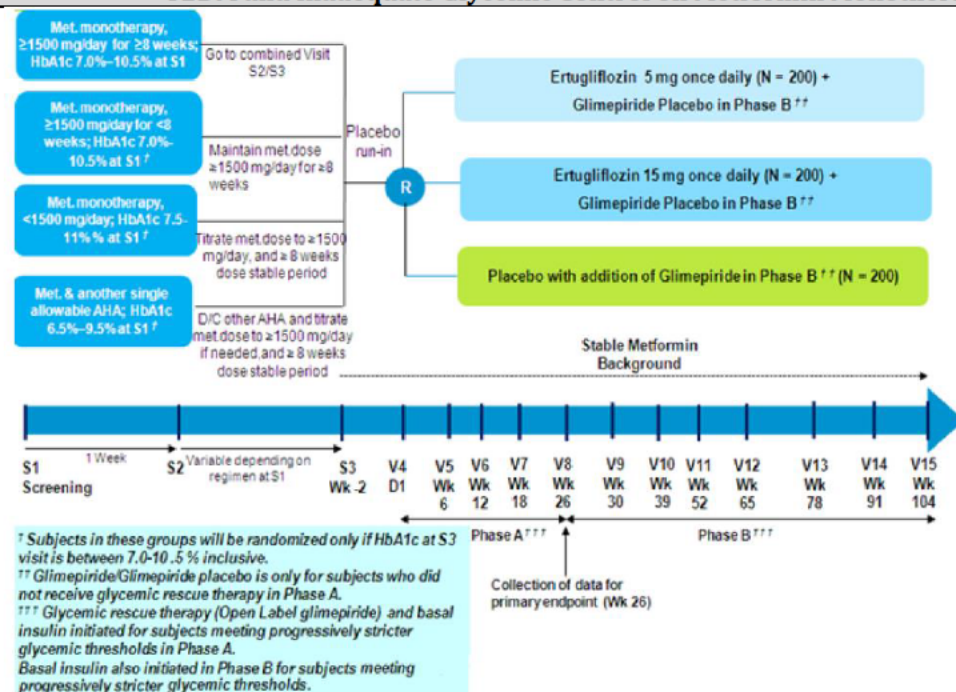 Met. monotherapy,
≥1500 mg/day for ≥8 weeks;
HbA1c 7.0%–10.5% at S1
Go to combined Visit
S2/S3
Met. monotherapy,
≥1500 mg/day for <8
weeks; HbA1c 7.0%-
10.5% at S1†
Maintain met.dose
≥1500 mg/day for ≥8
weeks
Met. monotherapy,
<1500 mg/day; HbA1c 7.5-
11%% at S1†
Titrate met.dose to ≥1500
mg/day, and ≥ 8 weeks
dose stable period
Met. & another single
allowable AHA; HbA1c
6.5%–9.5% at S1†
D/C other AHA and titrate
met.dose to ≥1500 mg/day
if needed,and ≥ 8 weeks
dose stable period
Placebo
run-in
R
Ertugliflozin 5 mg once daily (N = 200) +
Glimepiride Placebo in Phase B††
Ertugliflozin 15 mg once daily (N = 200) +
Glimepiride Placebo in Phase B††
Placebo with addition of Glimepiride in Phase B†† (N = 200)
Stable Metformin
Background
1 Week
Variable depending on
regimen at S1
S1
Screening
S2
S3
Wk -2
V4
D1
V5
Wk
6
V6
Wk
12
V7
Wk
18
V8
Wk
26
V9
Wk
30
V10
Wk
39
V11
Wk
52
V12
Wk
65
V13
Wk
78
V14
Wk
91
V15
Wk
104
Phase A†††
Phase B†††
Collection of data for
primary endpoint (Wk 26)
† Subjects in these groups will be randomized only if HbA1c at S3
visit is between 7.0-10.5 % inclusive.
†† Glimepiride/Glimepiride placebo is only for subjects who did
not receive glycemic rescue therapy in Phase A.
††† Glycemic rescue therapy (Open Label glimepiride) and basal
insulin initiated for subjects meeting progressively stricter
glycemic thresholds in Phase A.
Basal insulin also initiated in Phase B for subjects meeting
progressively stricter glycemic thresholds.